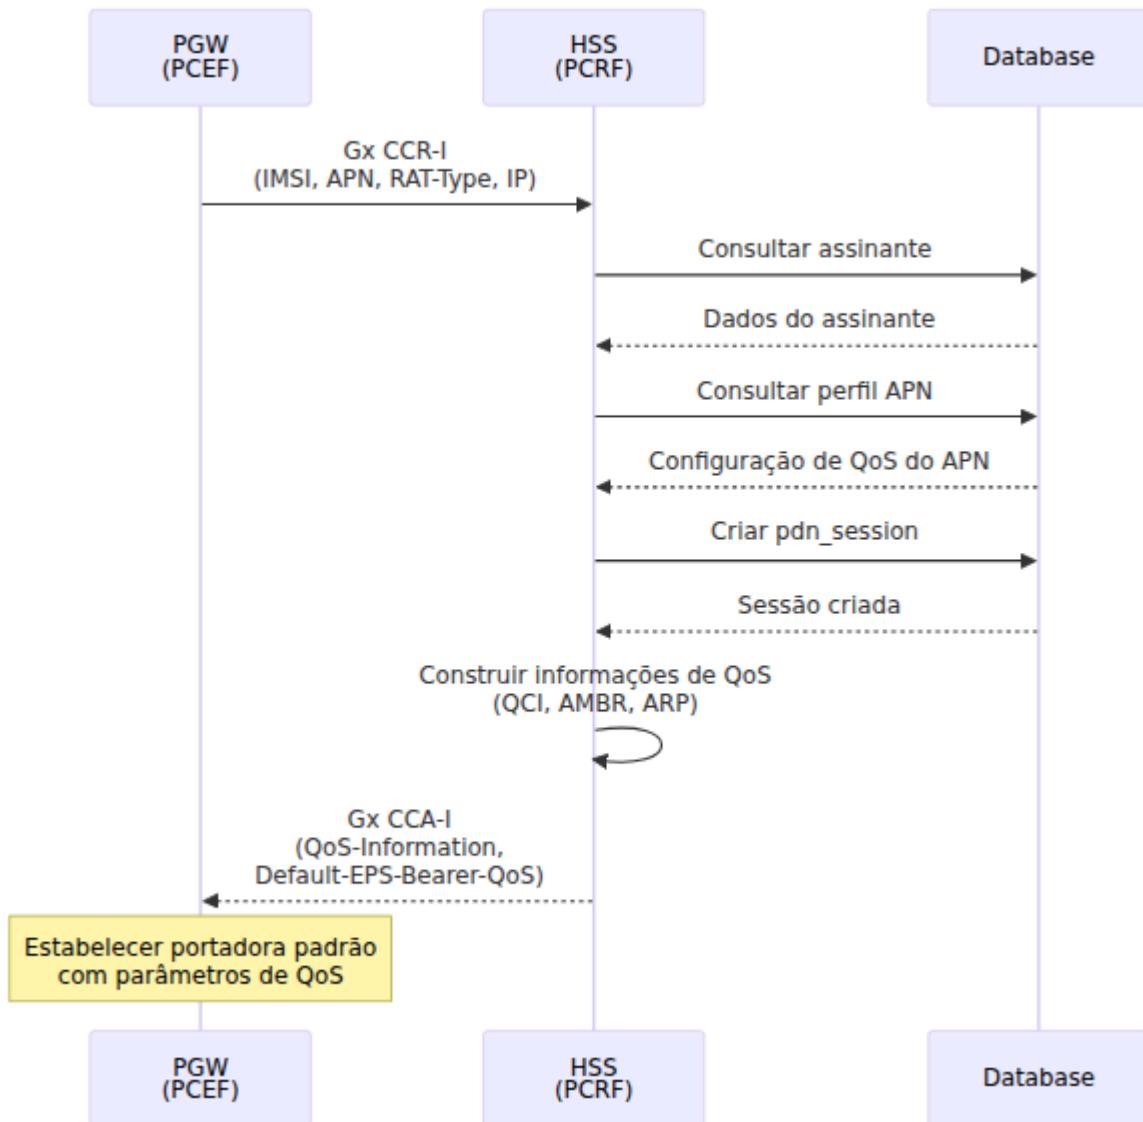 PGW
(PCEF)
HSS
(PCRF)
Database
Gx CCR-I
(IMSI, APN, RAT-Type, IP)
Consultar assinante
Dados do assinante
Consultar perfil APN
Configuração de QoS do APN
Criar pdn_session
Sessão criada
Construir informações de QoS
(QCI, AMBR, ARP)
Gx CCA-I
(QoS-Information,
Default-EPS-Bearer-QoS)
Estabelecer portadora padrão
com parâmetros de QoS
PGW
(PCEF)
HSS
(PCRF)
Database